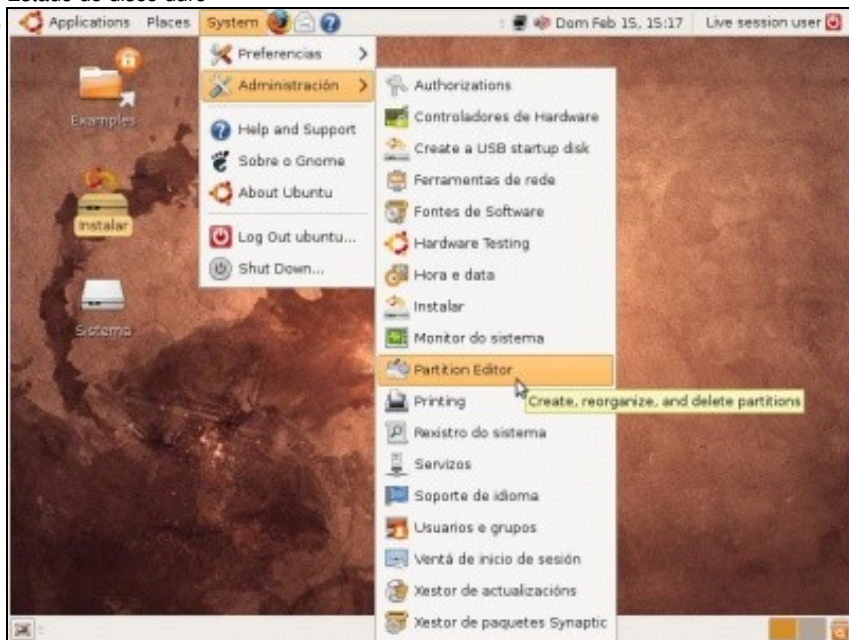 Estado do disco duro
Applications Places System Dom Feb 15, 15:17 Live session user
Preferencias
Administración
Help and Support
Sobre o Gnome
About Ubuntu
Log Out ubuntu...
Shut Down...
Authorizations
Controladores de Hardware
Create a USB startup disk
Ferramentas de rede
Fontes de Software
Hardware Testing
Hora e data
Instalar
Monitor do sistema
Partition Editor
Create, reorganize, and delete partitions
Printing
Rexistro do sistema
Servizos
Soporte de idioma
Usuarios e grupos
Ventá de inicio de sesión
Xestor de actualizacións
Xestor de paquetes Synaptic
Examples
Instalar
Sistema